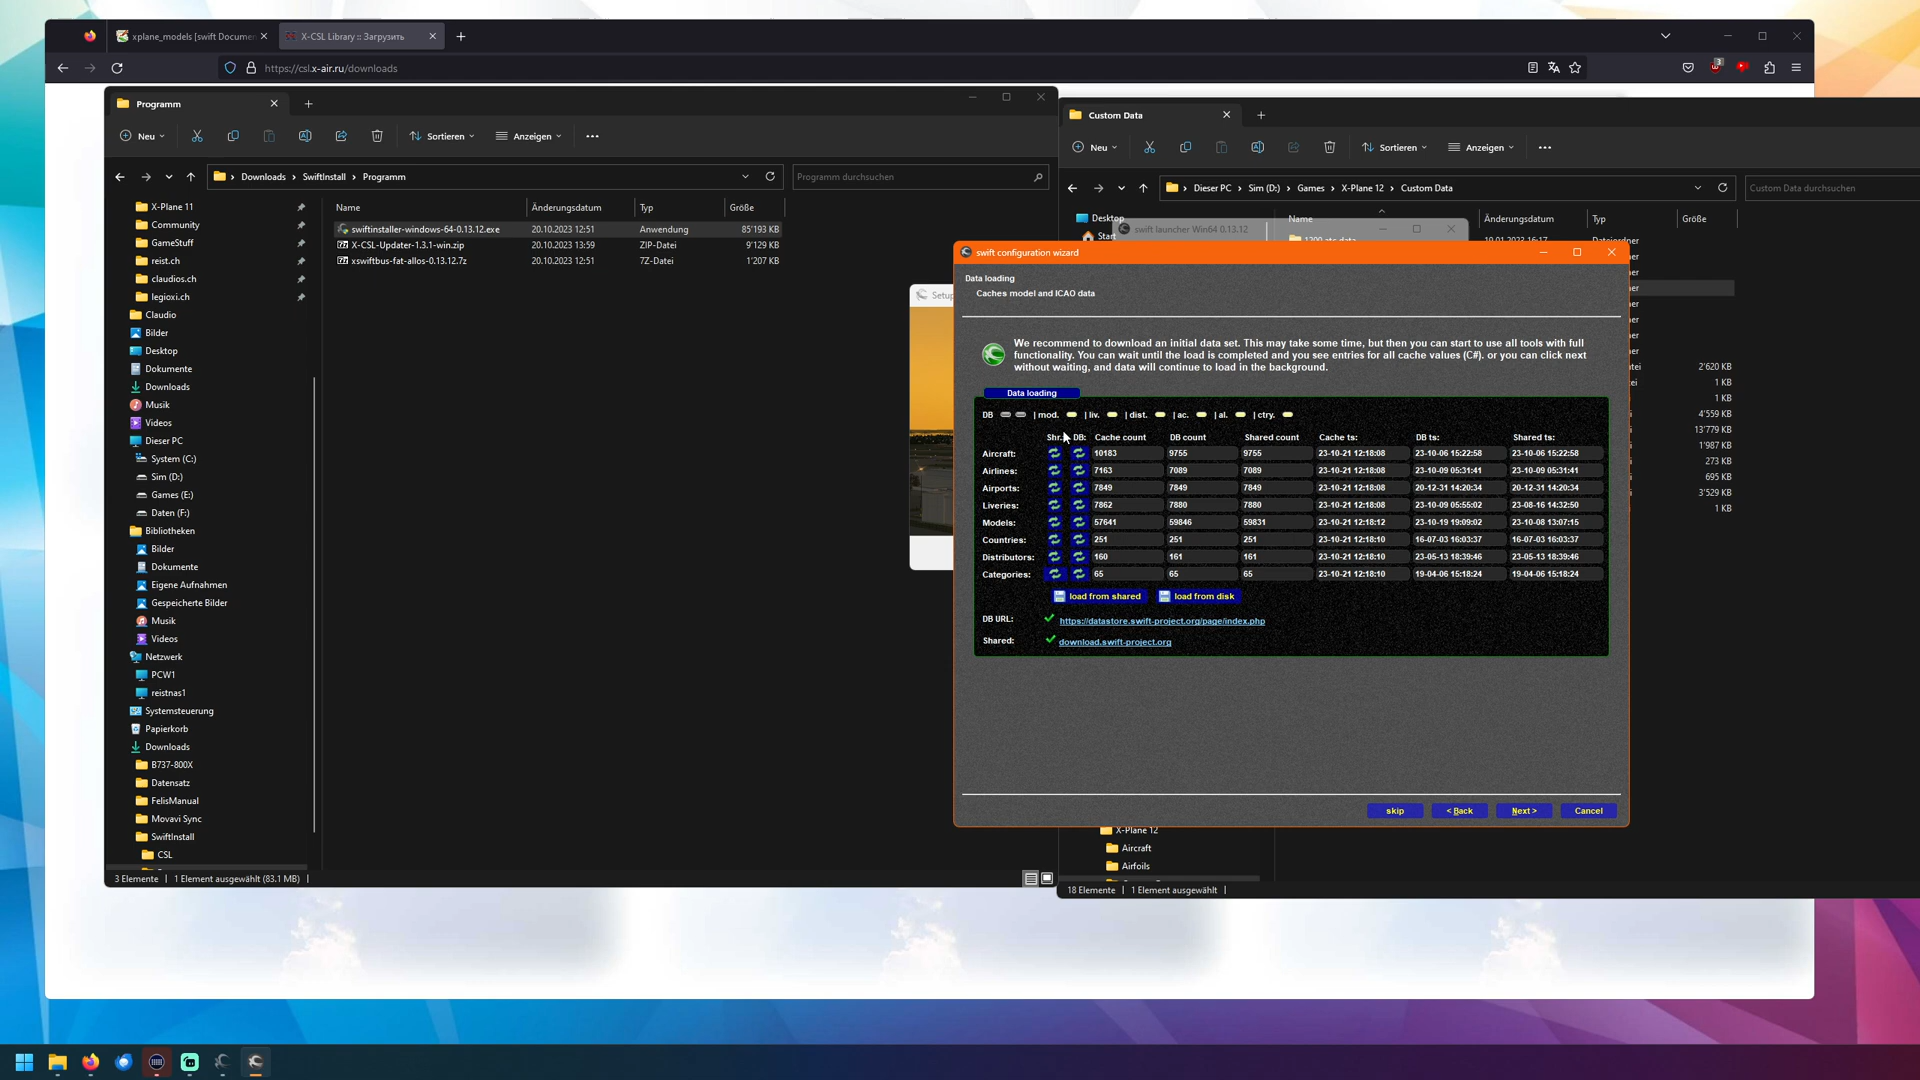 xplane_models [swift Documen
X-CSL Library :: Загрузить
https://csl.x-air.ru/downloads
3
Programm
Neu
Sortieren
Anzeigen
Downloads > SwiftInstall > Programm
Programm durchsuchen
Name
Änderungsdatum
Typ
Größe
swiftinstaller-windows-64-0.13.12.exe
20.10.2023 12:51
Anwendung
85'193 KB
X-CSL-Updater-1.3.1-win.zip
20.10.2023 13:59
ZIP-Datei
9'129 KB
xswiftbus-fat-allos-0.13.12.7z
20.10.2023 12:51
7Z-Datei
1'207 KB
X-Plane 11
Community
GameStuff
reist.ch
claudios.ch
legioxi.ch
Claudio
Bilder
Desktop
Dokumente
Downloads
Musik
Videos
Dieser PC
System (C:)
Sim (D:)
Games (E:)
Daten (F:)
Bibliotheken
Bilder
Dokumente
Eigene Aufnahmen
Gespeicherte Bilder
Musik
Videos
Netzwerk
PCW1
reistnas1
Systemsteuerung
Papierkorb
Downloads
B737-800X
Datensatz
FelisManual
Movavi Sync
SwiftInstall
CSL
3 Elemente
1 Element ausgewählt (83.1 MB)
Custom Data
Neu
Sortieren
Anzeigen
Dieser PC > Sim (D:) > Games > X-Plane 12 > Custom Data
Custom Data durchsuchen
Desktop
Start
Name
Änderungsdatum
Typ
Größe
1200 atc data
19.01.2023 16:17
Dateiordner
swift launcher Win64 0.13.12
Setup
ner
ner
ner
ner
ner
ner
2'620 KB
1 KB
4'559 KB
13'779 KB
1'987 KB
273 KB
695 KB
3'529 KB
1 KB
swift configuration wizard
Data loading
Caches model and ICAO data
We recommend to download an initial data set. This may take some time, but then you can start to use all tools with full
functionality. You can wait until the load is completed and you see entries for all cache values (C#). or you can click next
without waiting, and data will continue to load in the background.
Data loading
DB | mod. | liv. | dist. | ac. | al. | ctry.
Shr. DB: Cache count DB count Shared count Cache ts: DB ts: Shared ts:
Aircraft: 10183 9755 9755 23-10-21 12:18:08 23-10-06 15:22:58 23-10-06 15:22:58
Airlines: 7163 7089 7089 23-10-21 12:18:08 23-10-09 05:31:41 23-10-09 05:31:41
Airports: 7849 7849 7849 23-10-21 12:18:08 20-12-31 14:20:34 20-12-31 14:20:34
Liveries: 7862 7880 7880 23-10-21 12:18:08 23-10-09 05:55:02 23-08-16 14:32:50
Models: 57641 59846 59831 23-10-21 12:18:12 23-10-19 19:09:02 23-10-08 13:07:15
Countries: 251 251 251 23-10-21 12:18:10 16-07-03 16:03:37 16-07-03 16:03:37
Distributors: 160 161 161 23-10-21 12:18:10 23-05-13 18:39:46 23-05-13 18:39:46
Categories: 65 65 65 23-10-21 12:18:10 19-04-06 15:18:24 19-04-06 15:18:24
load from shared
load from disk
DB URL: https://datastore.swift-project.org/page/index.php
Shared: download.swift-project.org
skip
< Back
Next >
Cancel
X-Plane 12
Aircraft
Airfoils
18 Elemente
1 Element ausgewählt